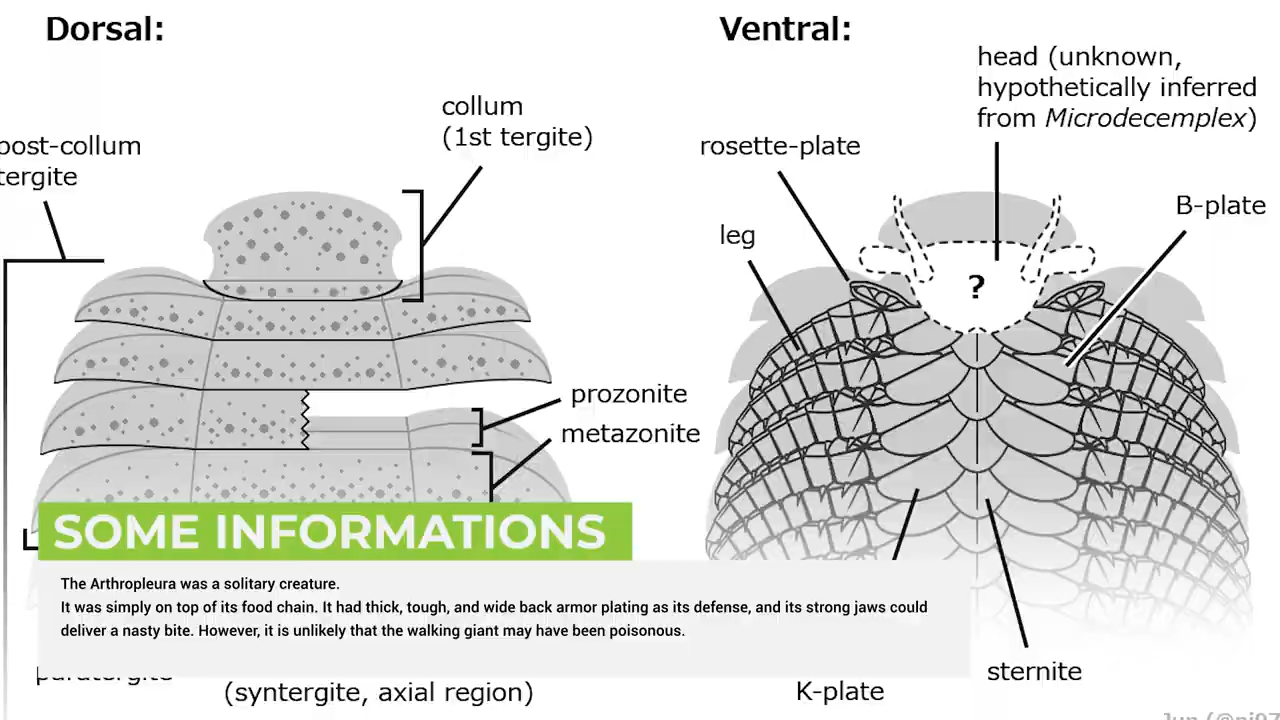 Dorsal:
Ventral:
head (unknown,
hypothetically inferred
from Microdecemplex)
collum
(1st tergite)
post-collum
tergite
rosette-plate
B-plate
leg
?
prozonite
metazonite
SOME INFORMATIONS
The Arthropleura was a solitary creature.
It was simply on top of its food chain. It had thick, tough, and wide back armor plating as its defense, and its strong jaws could
deliver a nasty bite. However, it is unlikely that the walking giant may have been poisonous.
paratergite
(syntergite, axial region)
K-plate
sternite